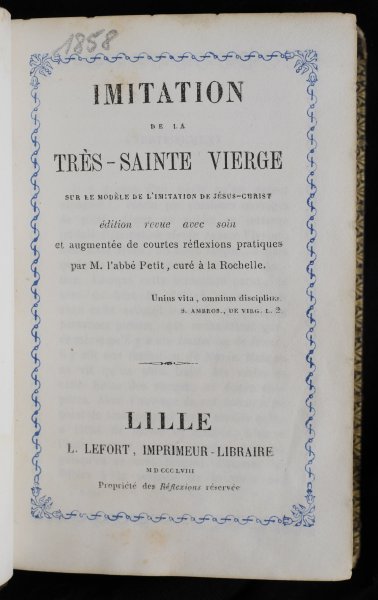 1858
IMITATION
DE LA
TRÈS-SAINTE VIERGE
SUR LE MODÈLE DE L'IMITATION DE JÉSUS-CHRIST
édition revue avec soin
et augmentée de courtes réflexions pratiques
par M. l'abbé Petit, curé à la Rochelle.
Unius vita, omnium disciplina.
S. AMBROS., DE VIRG. L. 2.
LILLE
L. LEFORT, IMPRIMEUR-LIBRAIRE
MDCCCLVIII
Propriété des Réflexions réservée